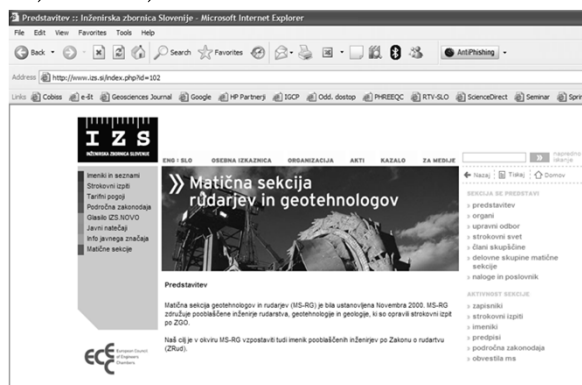 Predstavitev :: Inženirska zbornica Slovenije - Microsoft Internet Explorer
File Edit View Favorites Tools Help
Back Search Favorites AntiPhishing
Address http://www.izs.si/index.php?id=102
Links Cobiss e-št Geosciences Journal Google HP Partnerji IGCP Odd. dostop PHREEQC RTV-SLO ScienceDirect Seminar
IZS
INŽENIRSKA ZBORNICA SLOVENIJE
ENG I SLO OSEBNA IZKAZNICA ORGANIZACIJA AKTI KAZALO ZA MEDIJE
napredno iskanje
Imeniki in seznami
Strokovni izpiti
Tarifni pogoji
Področna zakonodaja
Glasilo IZS.NOVO
Javni natečaji
Info javnega značaja
Matične sekcije
» Matična sekcija
rudarjev in geotehnologov
Nazaj Tiskaj Domov
SEKCIJA SE PREDSTAVI
» predstavitev
» organi
» upravni odbor
» strokovni svet
» člani skupščine
» delovne skupine matične
sekcije
» naloge in poslovnik
AKTIVNOST SEKCIJE
» zapisniki
» strokovni izpiti
» imeniki
» predpisi
» področna zakonodaja
» obvestila ms
Predstavitev
Matična sekcija geotehnologov in rudarjev (MS-RG) je bila ustanovljena Novembra 2000. MS-RG
združuje pooblaščene inženirje rudarstva, geotehnologije in geologije, ki so opravili strokovni izpit
po ZGO.
Naš cilj je v okviru MS-RG vzpostaviti tudi imenik pooblaščenih inženirjev po Zakonu o rudartvu
(ZRud).
ECEC
European Council
of Engineers
Chambers